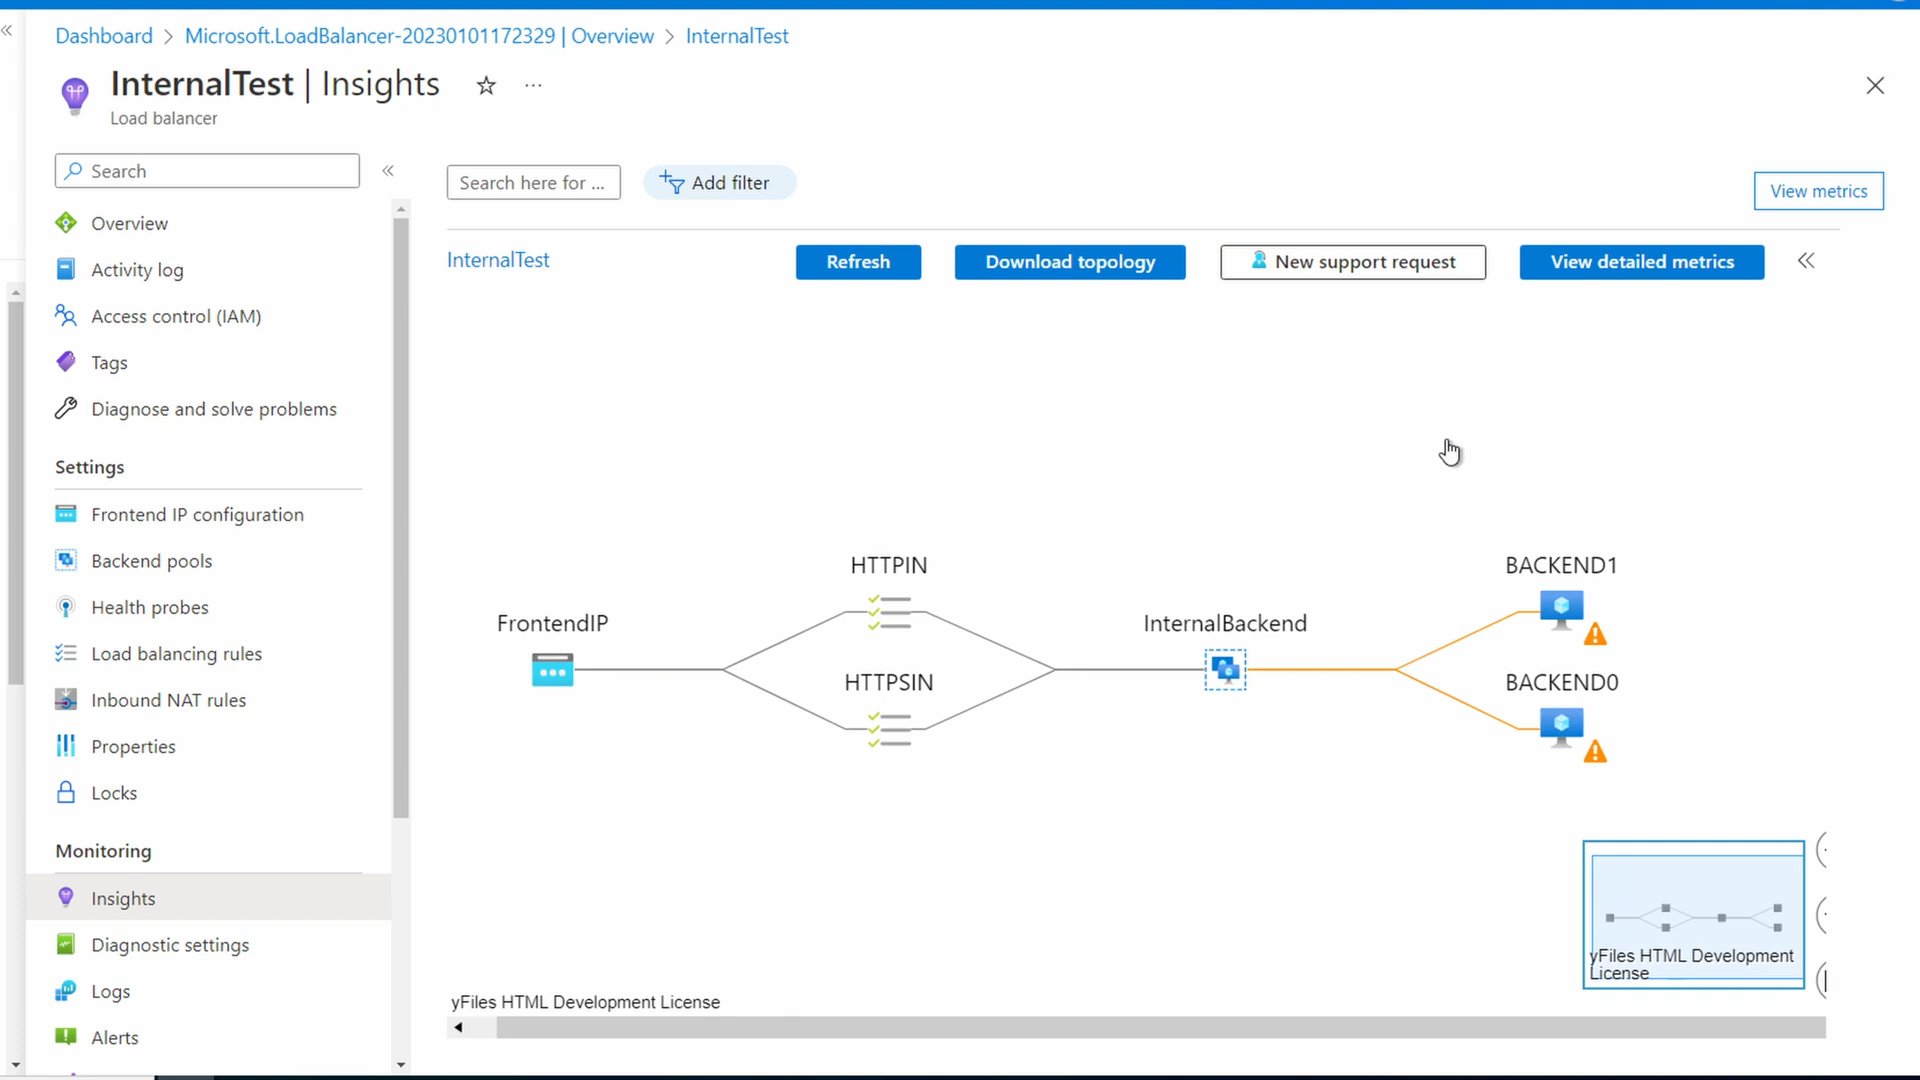 Dashboard > Microsoft.LoadBalancer-20230101172329 | Overview > InternalTest
InternalTest | Insights
Load balancer
Search
Overview
Activity log
Access control (IAM)
Tags
Diagnose and solve problems
Settings
Frontend IP configuration
Backend pools
Health probes
Load balancing rules
Inbound NAT rules
Properties
Locks
Monitoring
Insights
Diagnostic settings
Logs
Alerts
Search here for ...
Add filter
View metrics
InternalTest
Refresh
Download topology
New support request
View detailed metrics
HTTPIN
BACKEND1
FrontendIP
InternalBackend
HTTPSIN
BACKEND0
yFiles HTML Development
License
yFiles HTML Development License